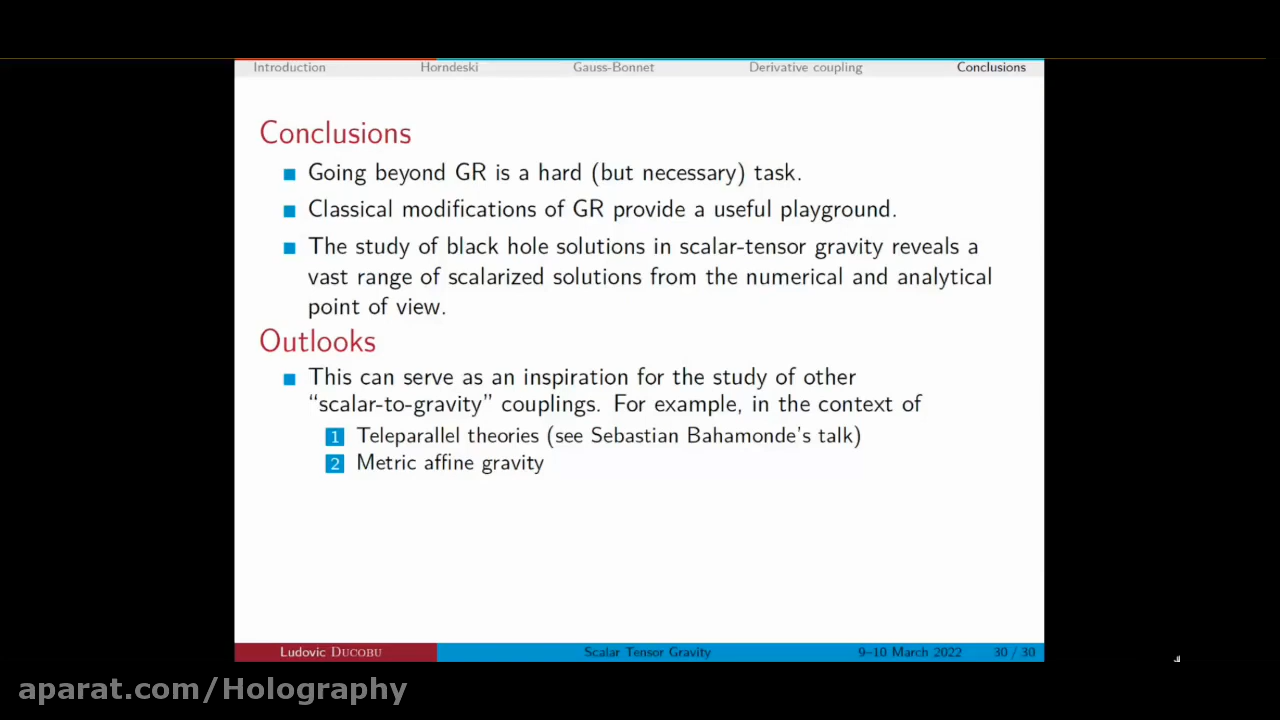 Introduction Horndeski Gauss-Bonnet Derivative coupling Conclusions
Conclusions
Going beyond GR is a hard (but necessary) task.
Classical modifications of GR provide a useful playground.
The study of black hole solutions in scalar-tensor gravity reveals a
vast range of scalarized solutions from the numerical and analytical
point of view.
Outlooks
This can serve as an inspiration for the study of other
“scalar-to-gravity” couplings. For example, in the context of
1 Teleparallel theories (see Sebastian Bahamonde's talk)
2 Metric affine gravity
Ludovic DUCOBU Scalar Tensor Gravity 9–10 March 2022 30 / 30
aparat.com/Holography